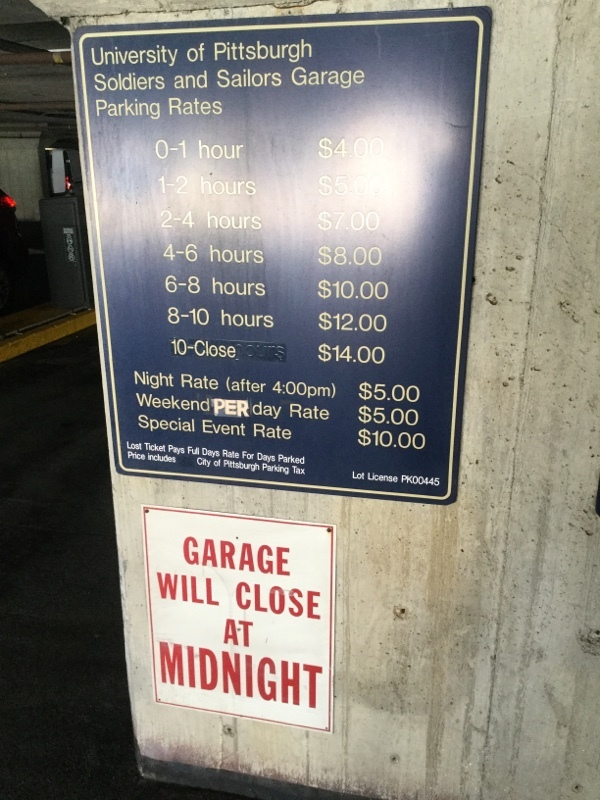 University of Pittsburgh
Soldiers and Sailors Garage
Parking Rates
0-1 hour $4.00
1-2 hours $5.00
2-4 hours $7.00
4-6 hours $8.00
6-8 hours $10.00
8-10 hours $12.00
10-Close $14.00
Night Rate (after 4:00pm) $5.00
Weekend PER day Rate $5.00
Special Event Rate $10.00
Lost Ticket Pays Full Days Rate For Days Parked
Price includes City of Pittsburgh Parking Tax
Lot License PK00445
GARAGE
WILL CLOSE
AT
MIDNIGHT